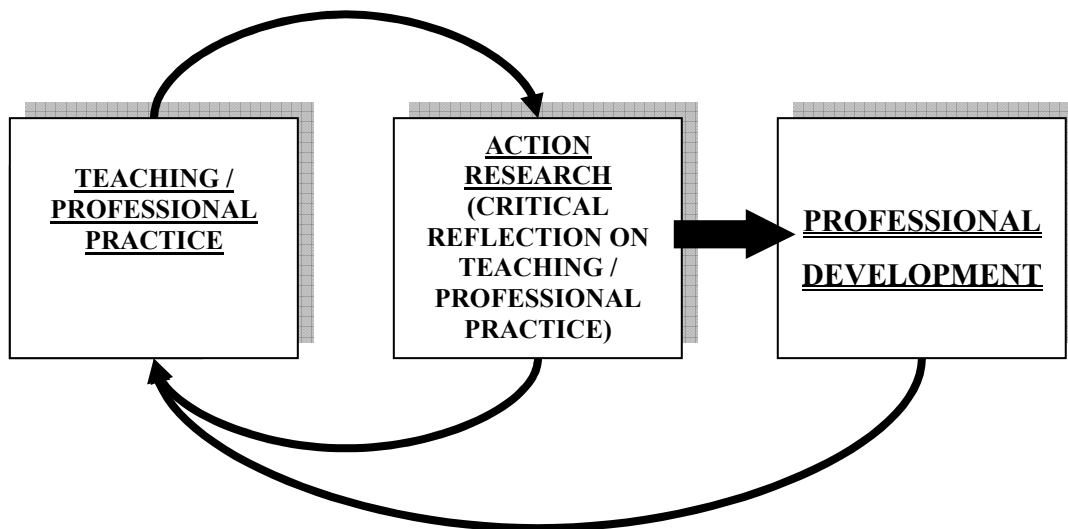 TEACHING /
PROFESSIONAL
PRACTICE
ACTION
RESEARCH
(CRITICAL
REFLECTION ON
TEACHING /
PROFESSIONAL
PRACTICE)
PROFESSIONAL
DEVELOPMENT